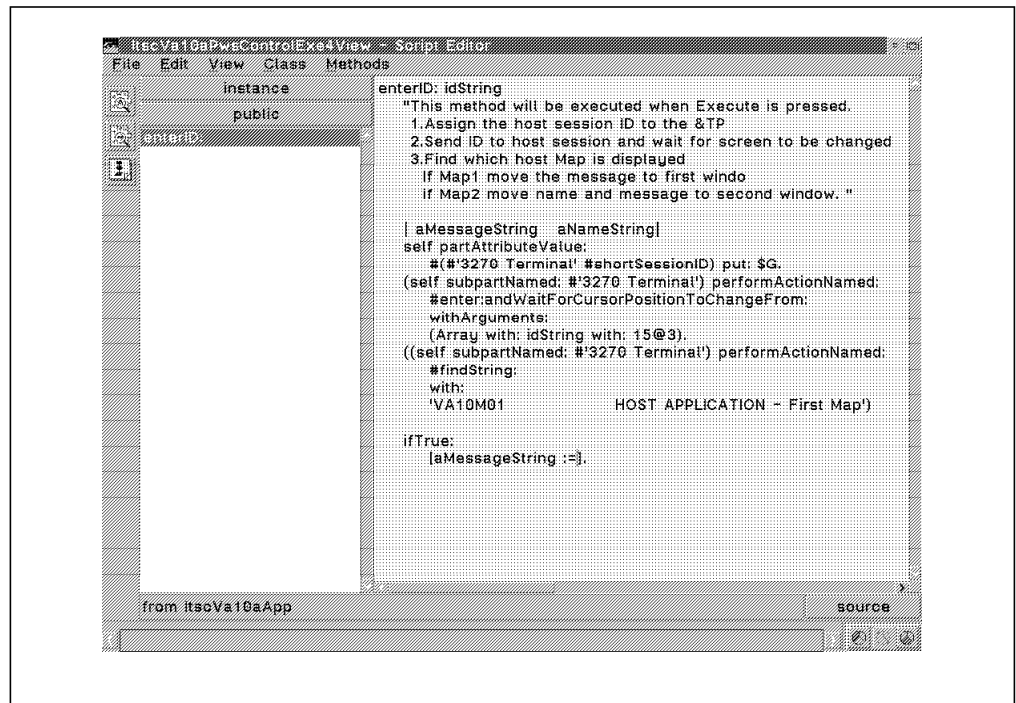 itscVa10aPwsControlExe4View - Script Editor
File Edit View Class Methods
instance
public
enterID:
enterID: idString
"This method will be executed when Execute is pressed.
1.Assign the host session ID to the &TP
2.Send ID to host session and wait for screen to be changed
3.Find which host Map is displayed
If Map1 move the message to first windo
if Map2 move name and message to second window. "
| aMessageString aNameString|
self partAttributeValue:
#(#'3270 Terminal' #shortSessionID) put: $G.
(self subpartNamed: #'3270 Terminal') performActionNamed:
#enter:andWaitForCursorPositionToChangeFrom:
withArguments:
(Array with: idString with: 15@3).
((self subpartNamed: #'3270 Terminal') performActionNamed:
#findString:
with:
'VA10M01 HOST APPLICATION - First Map')
ifTrue:
[aMessageString :=].
from itscVa10aApp
source